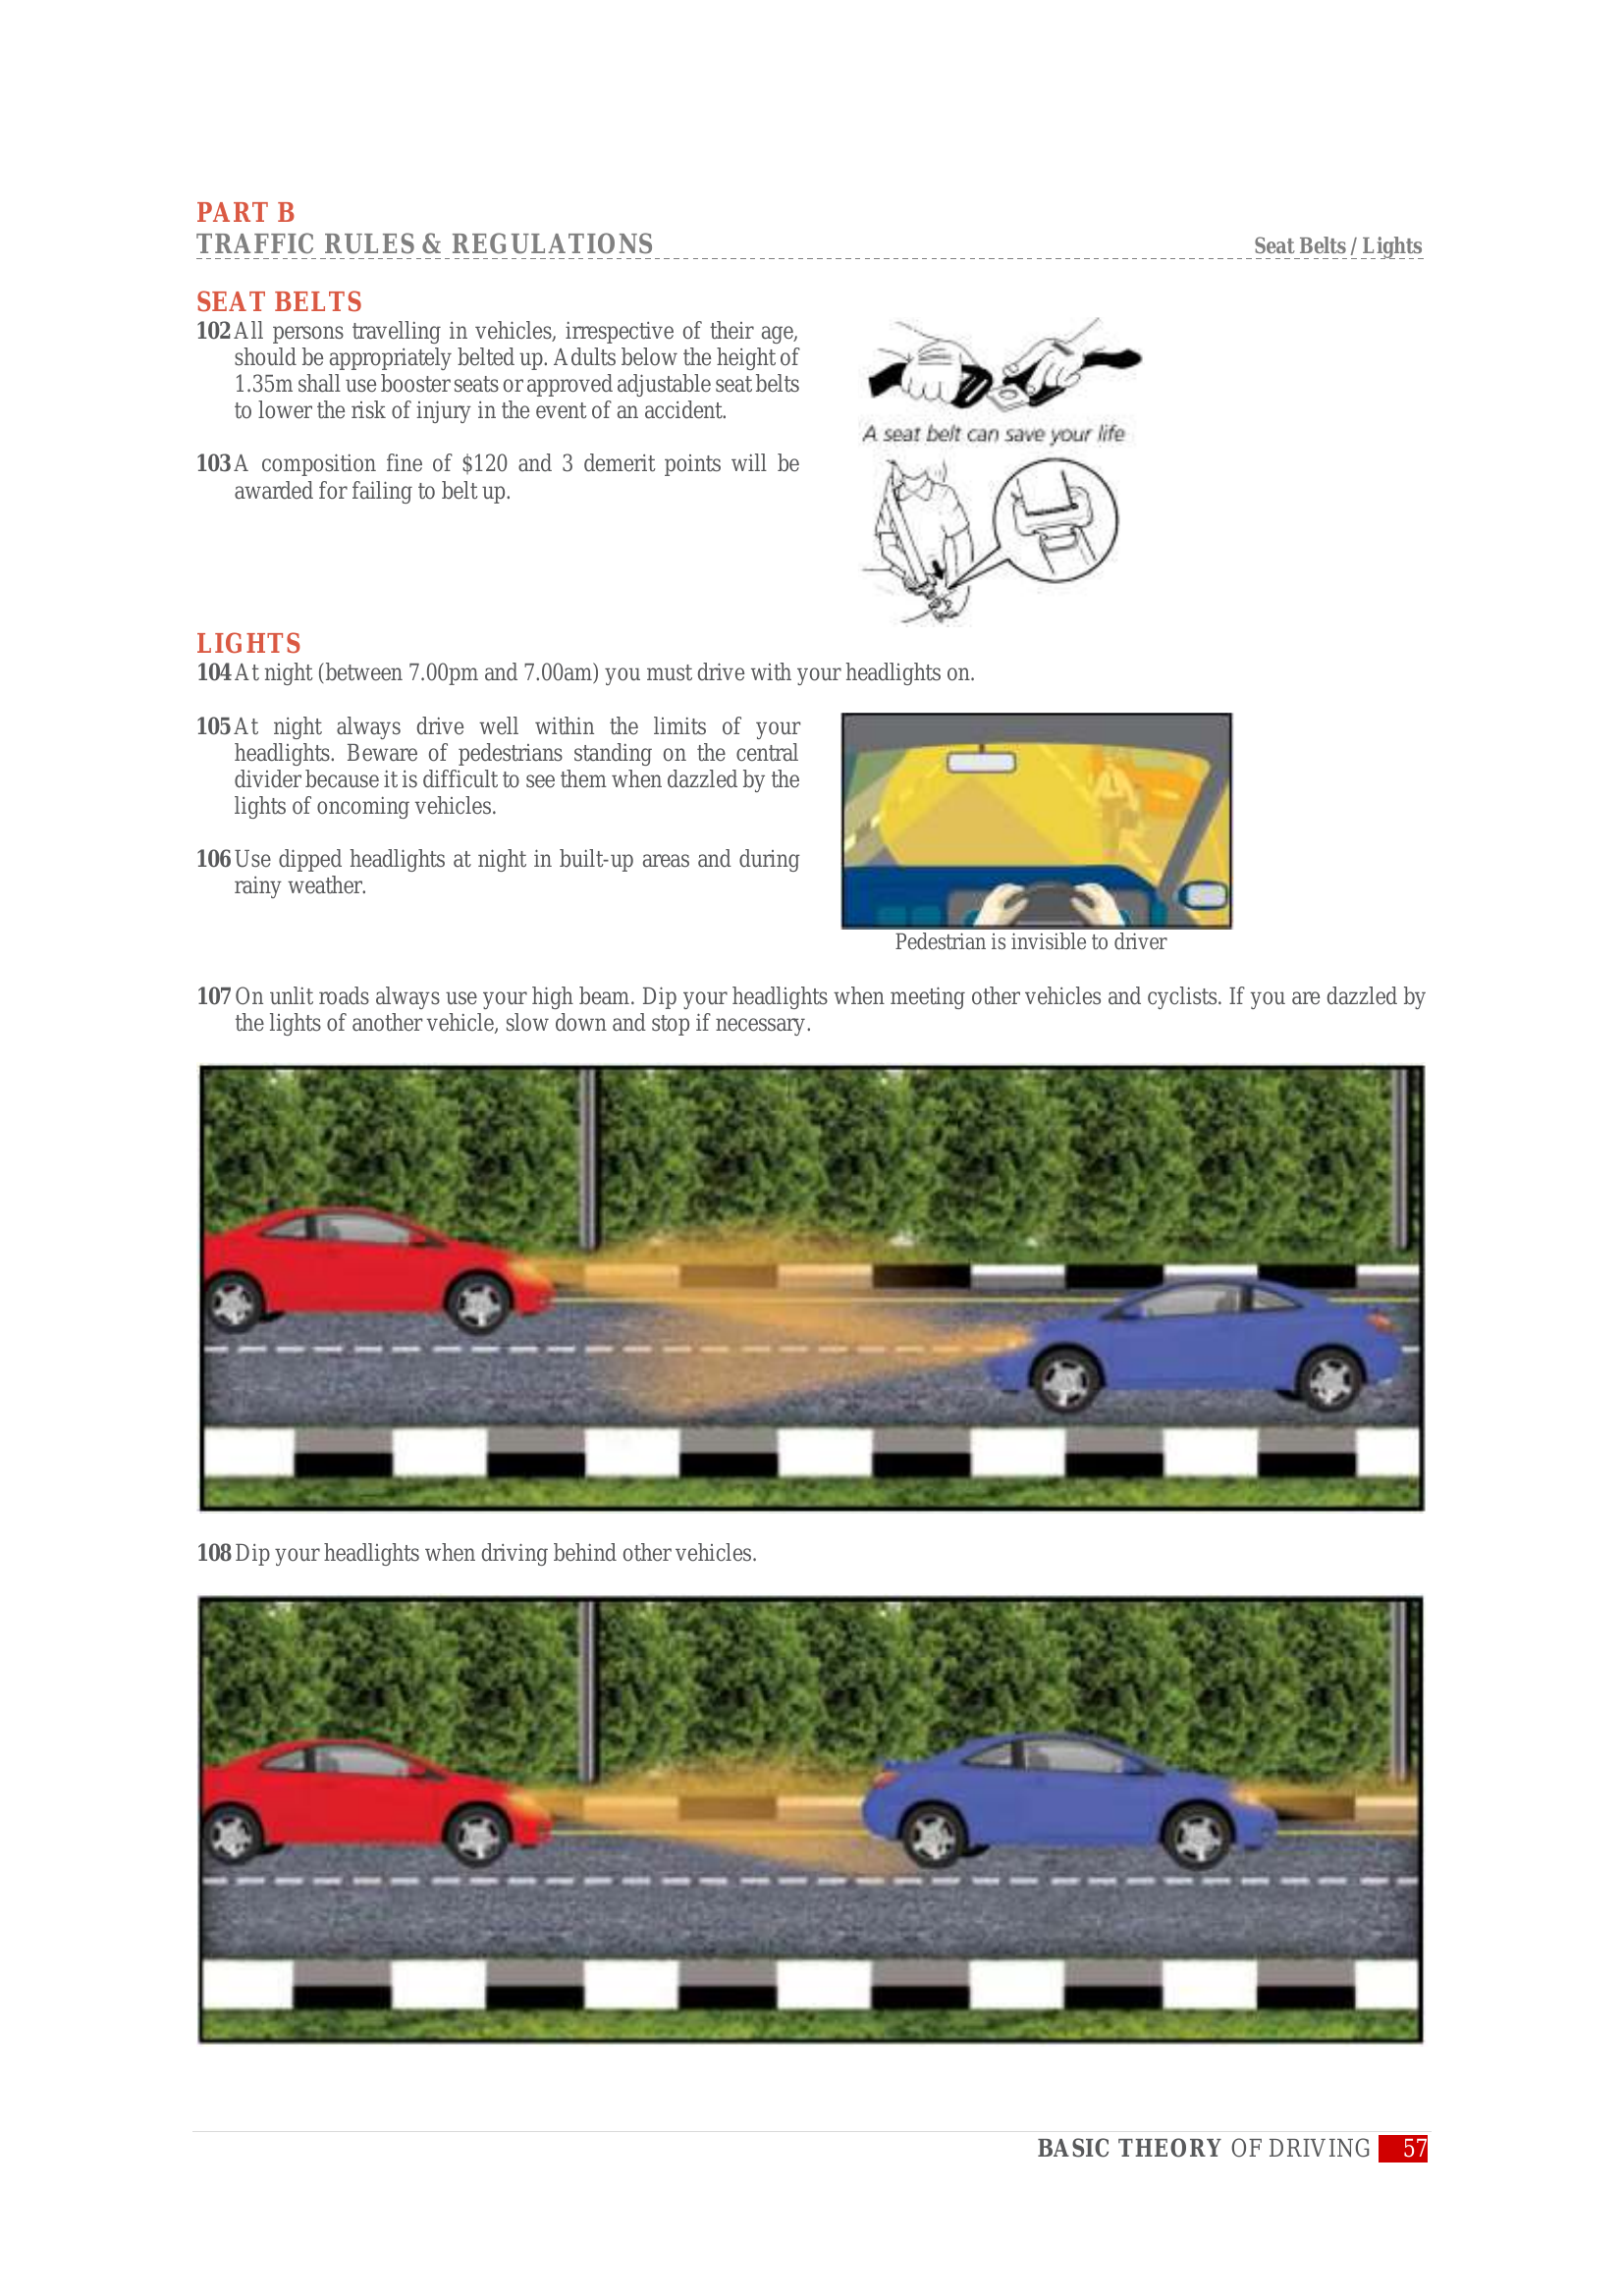 PART B
TRAFFIC RULES & REGULATIONS
Seat Belts / Lights
SEAT BELTS
102 All persons travelling in vehicles, irrespective of their age,
should be appropriately belted up. Adults below the height of
1.35m shall use booster seats or approved adjustable seat belts
to lower the risk of injury in the event of an accident.
A seat belt can save your life
103 A composition fine of $120 and 3 demerit points will be
awarded for failing to belt up.
LIGHTS
104 At night (between 7.00pm and 7.00am) you must drive with your headlights on.
105 At night always drive well within the limits of your
headlights. Beware of pedestrians standing on the central
divider because it is difficult to see them when dazzled by the
lights of oncoming vehicles.
106 Use dipped headlights at night in built-up areas and during
rainy weather.
Pedestrian is invisible to driver
107 On unlit roads always use your high beam. Dip your headlights when meeting other vehicles and cyclists. If you are dazzled by
the lights of another vehicle, slow down and stop if necessary.
108 Dip your headlights when driving behind other vehicles.
BASIC THEORY OF DRIVING 57